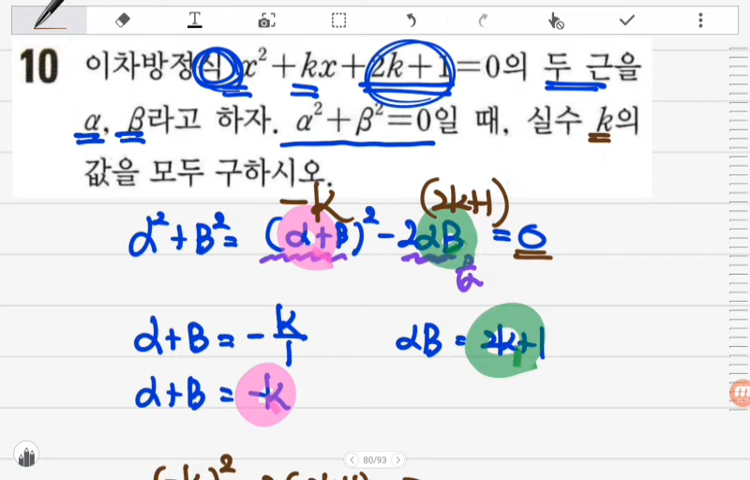 10 이차방정식 x²+kx+2k+1=0의 두 근을
α, β라고 하자. α²+β²=0일 때, 실수 k의
값을 모두 구하시오.
-k (2k+1)
α²+β²= (α+β)²-2αβ =0
α+β=-k/1 αβ=2k+1
α+β=-k
80/93